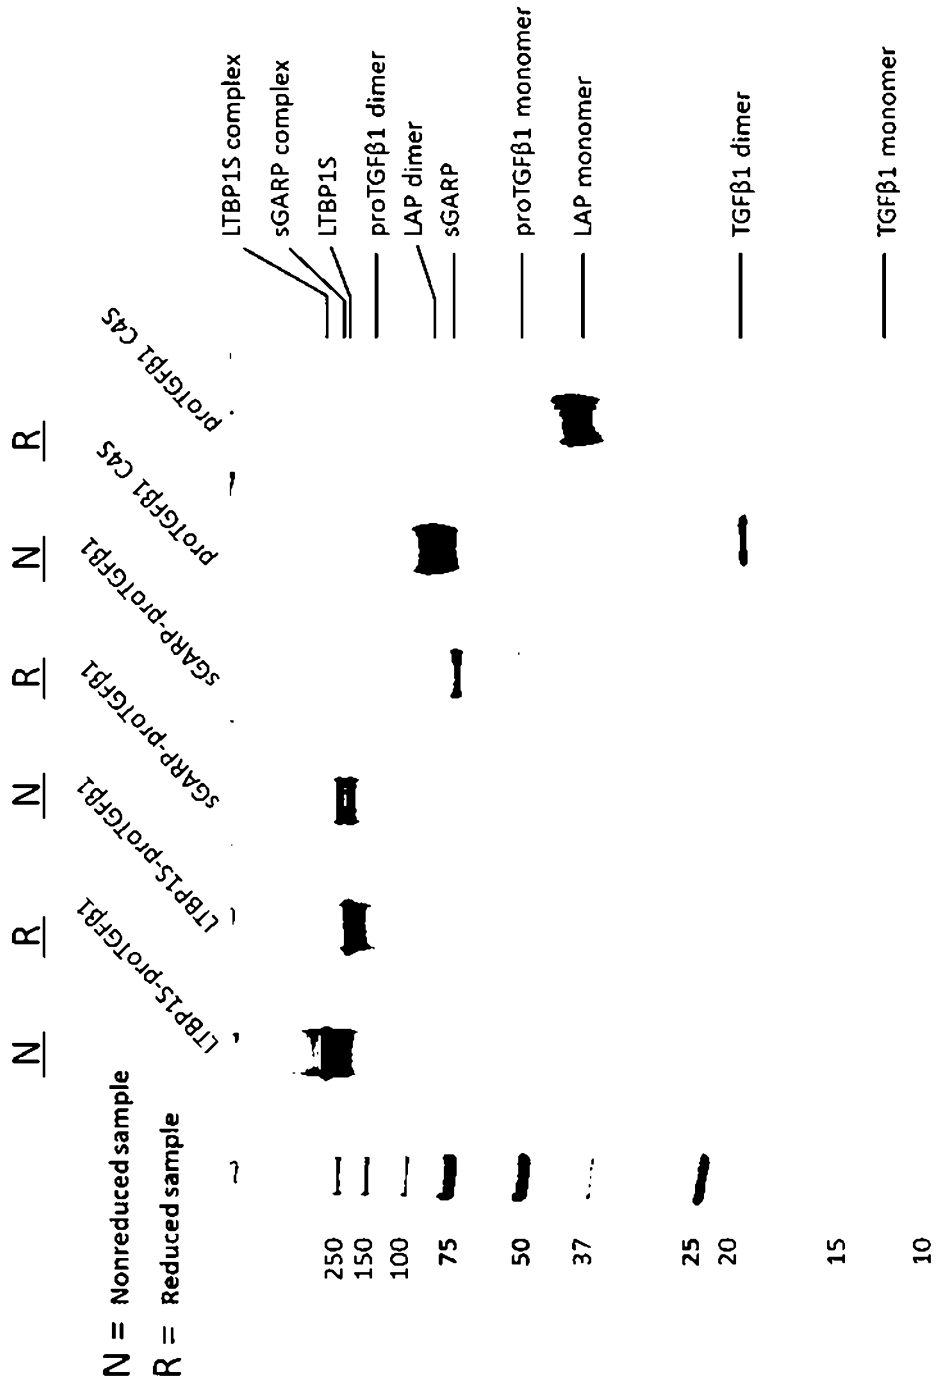 N = Nonreduced sample
R = Reduced sample
N R N R N R
LTBP1S-proTGFβ1
LTBP1S-proTGFβ1
sGARP-proTGFβ1
sGARP-proTGFβ1
proTGFβ1 C4S
proTGFβ1 C4S
250
150
100
75
50
37
25
20
15
10
LTBP1S complex
sGARP complex
LTBP1S
proTGFβ1 dimer
LAP dimer
sGARP
proTGFβ1 monomer
LAP monomer
TGFβ1 dimer
TGFβ1 monomer